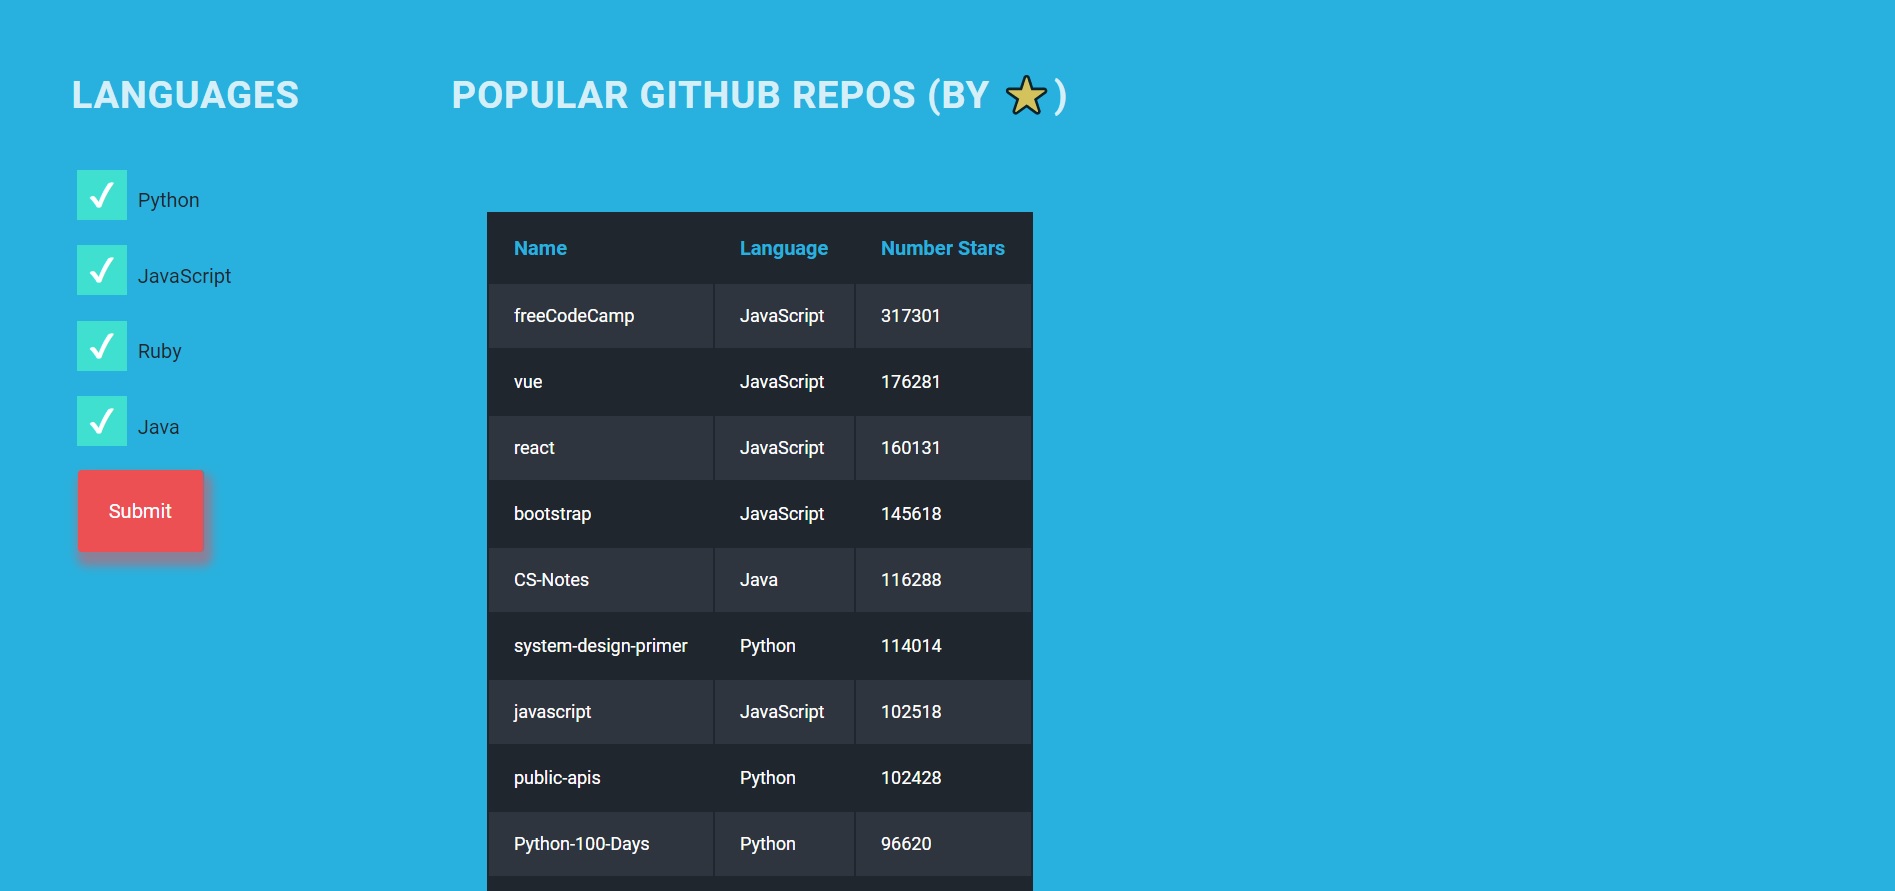 LANGUAGES
POPULAR GITHUB REPOS (BY ⭐)
Python
JavaScript
Ruby
Java
Submit
Name Language Number Stars
freeCodeCamp JavaScript 317301
vue JavaScript 176281
react JavaScript 160131
bootstrap JavaScript 145618
CS-Notes Java 116288
system-design-primer Python 114014
javascript JavaScript 102518
public-apis Python 102428
Python-100-Days Python 96620